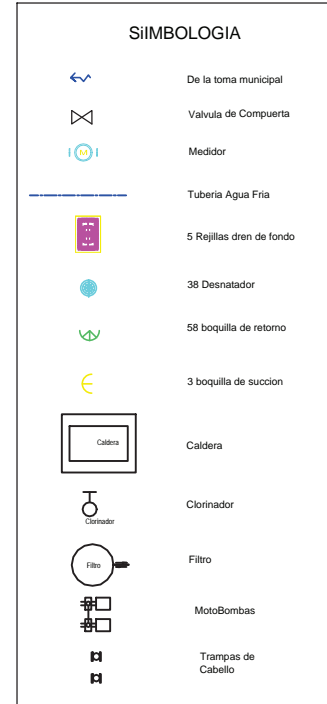 SiIMBOLOGIA
De la toma municipal
Valvula de Compuerta
M
Medidor
Tuberia Agua Fria
5 Rejillas dren de fondo
38 Desnatador
58 boquilla de retorno
3 boquilla de succion
Caldera
Caldera
Clorinador
Clorinador
Filtro
Filtro
MotoBombas
Trampas de
Cabello